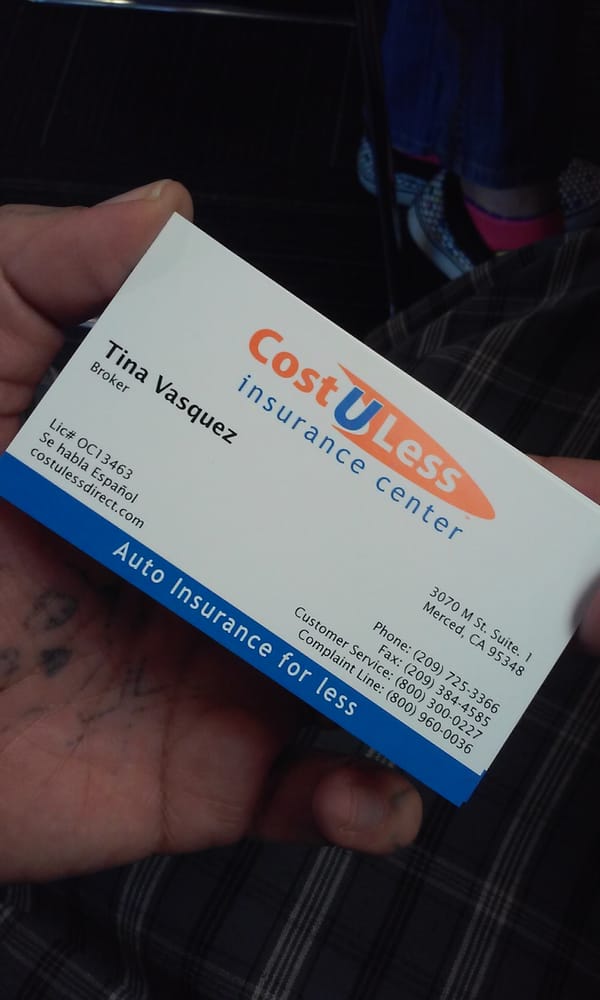 Cost U Less
insurance center
Tina Vasquez
Broker
Lic# OC13463
Se habla Español
costulessdirect.com
3070 M St. Suite. 1
Merced, CA 95348
Phone: (209) 725-3366
Fax: (209) 384-4585
Customer Service: (800) 300-0227
Complaint Line: (800) 960-0036
Auto Insurance for less